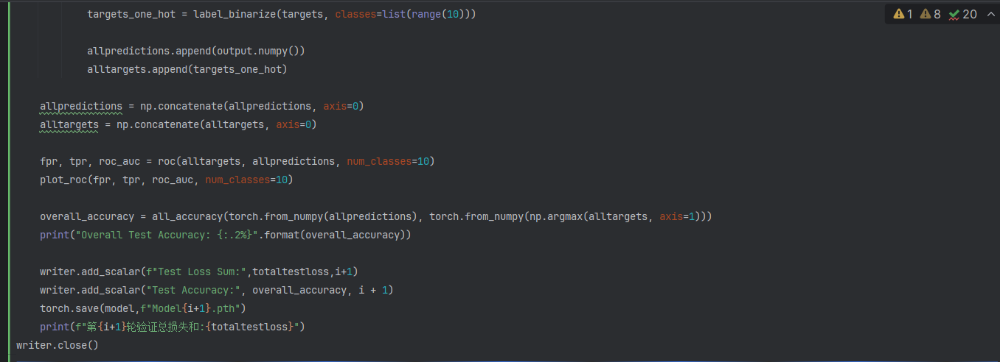 targets_one_hot = label_binarize(targets, classes=list(range(10)))
1 8 20
allpredictions.append(output.numpy())
alltargets.append(targets_one_hot)
allpredictions = np.concatenate(allpredictions, axis=0)
alltargets = np.concatenate(alltargets, axis=0)
fpr, tpr, roc_auc = roc(alltargets, allpredictions, num_classes=10)
plot_roc(fpr, tpr, roc_auc, num_classes=10)
overall_accuracy = all_accuracy(torch.from_numpy(allpredictions), torch.from_numpy(np.argmax(alltargets, axis=1)))
print("Overall Test Accuracy: {:.2%}".format(overall_accuracy))
writer.add_scalar(f"Test Loss Sum:",totaltestloss,i+1)
writer.add_scalar("Test Accuracy:", overall_accuracy, i + 1)
torch.save(model,f"Model{i+1}.pth")
print(f"第{i+1}轮验证总损失和:{totaltestloss}")
writer.close()